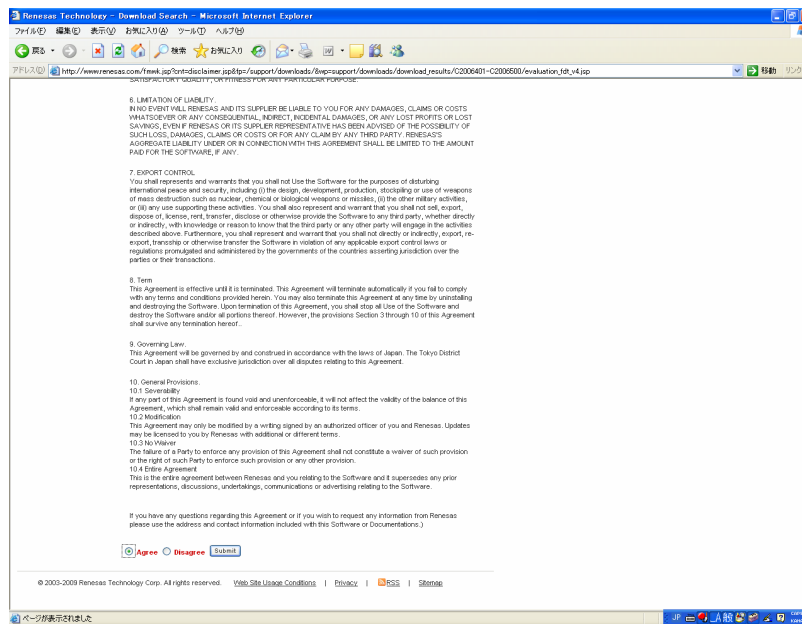 Renesas Technology - Download Search - Microsoft Internet Explorer
ファイル(F) 編集(E) 表示(V) お気に入り(A) ツール(T) ヘルプ(H)
戻る 検索 お気に入り
アドレス(D) http://www.renesas.com/fmwk.jsp?cnt=disclaimer.jsp&fp=/support/downloads/&wp=support/downloads/download_results/C2006401-C2006500/evaluation_fdt_v4.jsp 移動 リンク
SATISFACTORY QUALITY, OR FITNESS FOR ANY PARTICULAR PURPOSE.
6. LIMITATION OF LIABILITY.
IN NO EVENT WILL RENESAS AND ITS SUPPLIER BE LIABLE TO YOU FOR ANY DAMAGES, CLAIMS OR COSTS
WHATSOEVER OR ANY CONSEQUENTIAL, INDIRECT, INCIDENTAL DAMAGES, OR ANY LOST PROFITS OR LOST
SAVINGS, EVEN IF RENESAS OR ITS SUPPLIER REPRESENTATIVE HAS BEEN ADVISED OF THE POSSIBILITY OF
SUCH LOSS, DAMAGES, CLAIMS OR COSTS OR FOR ANY CLAIM BY ANY THIRD PARTY. RENESAS'S
AGGREGATE LIABILITY UNDER OR IN CONNECTION WITH THIS AGREEMENT SHALL BE LIMITED TO THE AMOUNT
PAID FOR THE SOFTWARE, IF ANY.
7. EXPORT CONTROL
You shall represents and warrants that you shall not Use the Software for the purposes of disturbing
international peace and security, including (i) the design, development, production, stockpiling or use of weapons
of mass destruction such as nuclear, chemical or biological weapons or missiles, (ii) the other military activities,
or (iii) any use supporting these activities. You shall also represent and warrant that you shall not sell, export,
dispose of, license, rent, transfer, disclose or otherwise provide the Software to any third party, whether directly
or indirectly, with knowledge or reason to know that the third party or any other party will engage in the activities
described above. Furthermore, you shall represent and warrant that you shall not directly or indirectly, export, re-
export, transship or otherwise transfer the Software in violation of any applicable export control laws or
regulations promulgated and administered by the governments of the countries asserting jurisdiction over the
parties or their transactions.
8. Term
This Agreement is effective until it is terminated. This Agreement will terminate automatically if you fail to comply
with any terms and conditions provided herein. You may also terminate this Agreement at any time by uninstalling
and destroying the Software. Upon termination of this Agreement, you shall stop all Use of the Software and
destroy the Software and/or all portions thereof. However, the provisions Section 3 through 10 of this Agreement
shall survive any termination hereof..
9. Governing Law.
This Agreement will be governed by and construed in accordance with the laws of Japan. The Tokyo District
Court in Japan shall have exclusive jurisdiction over all disputes relating to this Agreement.
10. General Provisions.
10.1 Severability
If any part of this Agreement is found void and unenforceable, it will not affect the validity of the balance of this
Agreement, which shall remain valid and enforceable according to its terms.
10.2 Modification
This Agreement may only be modified by a writing signed by an authorized officer of you and Renesas. Updates
may be licensed to you by Renesas with additional or different terms.
10.3 No Waiver
The failure of a Party to enforce any provision of this Agreement shall not constitute a waiver of such provision
or the right of such Party to enforce such provision or any other provision.
10.4 Entire Agreement
This is the entire agreement between Renesas and you relating to the Software and it supersedes any prior
representations, discussions, undertakings, communications or advertising relating to the Software.
If you have any questions regarding this Agreement or if you wish to request any information from Renesas
please use the address and contact information included with this Software or Documentations.)
Agree Disagree Submit
© 2003-2009 Renesas Technology Corp. All rights reserved. Web Site Usage Conditions | Privacy | RSS | Sitemap
ページが表示されました JP A 般